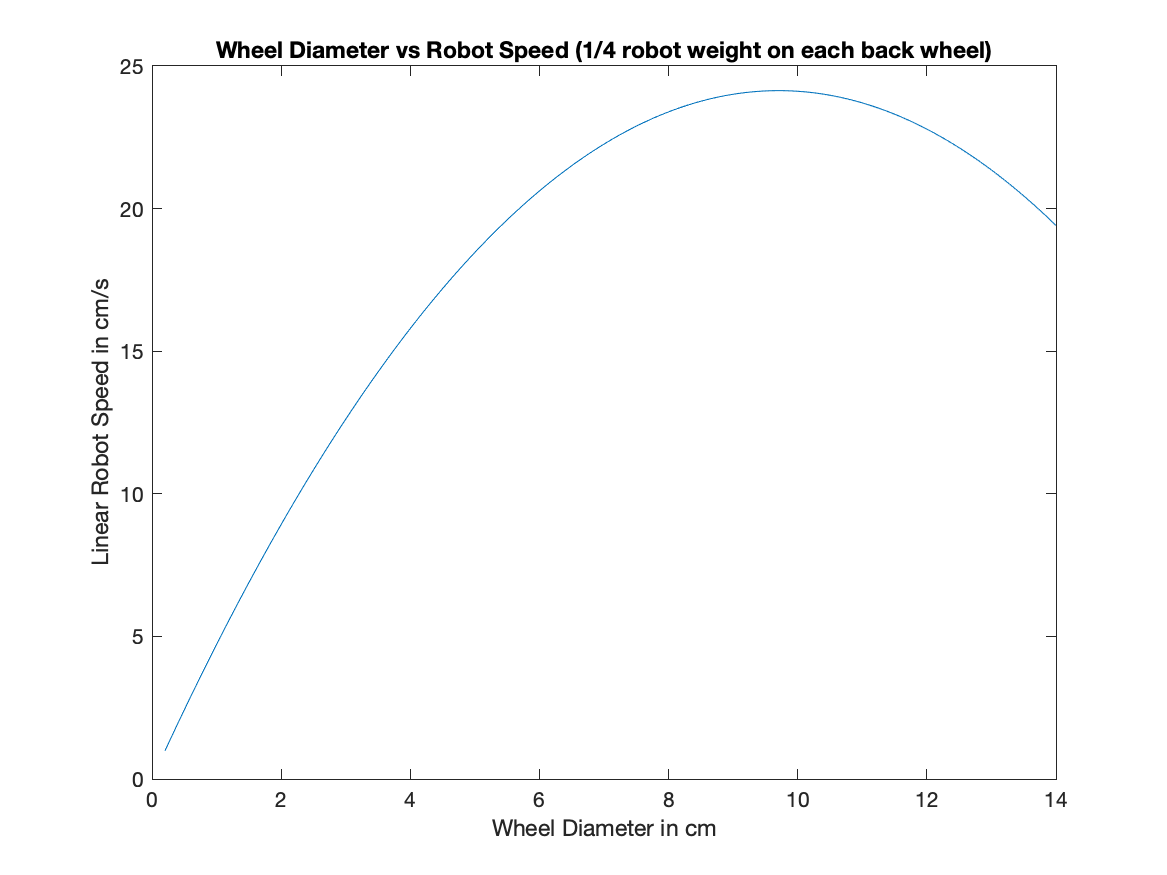 Wheel Diameter vs Robot Speed (1/4 robot weight on each back wheel)
25
20
15
10
5
0
Linear Robot Speed in cm/s
0 2 4 6 8 10 12 14
Wheel Diameter in cm